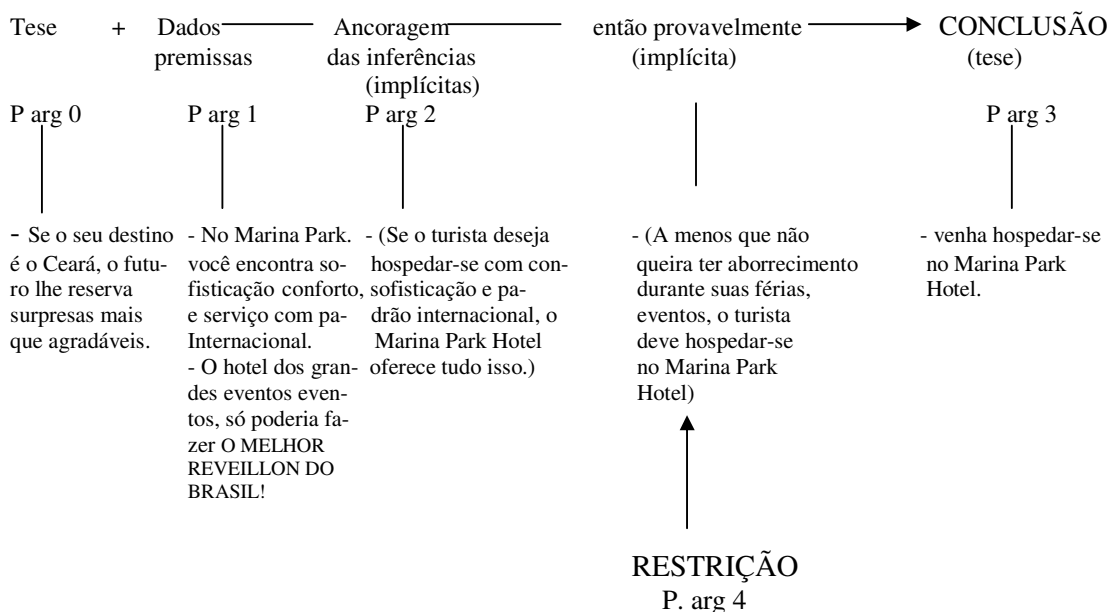 Tese + Dados Ancoragem então provavelmente CONCLUSÃO
premissas das inferências (implícita) (tese)
(implícitas)
P arg 0 P arg 1 P arg 2 P arg 3
- Se o seu destino
é o Ceará, o futu-
ro lhe reserva
surpresas mais
que agradáveis.
- No Marina Park.
você encontra so-
fisticação conforto,
e serviço com pa-
Internacional.
- O hotel dos gran-
des eventos even-
tos, só poderia fa-
zer O MELHOR
REVEILLON DO
BRASIL!
- (Se o turista deseja
hospedar-se com con-
sofisticação e pa-
drão internacional, o
Marina Park Hotel
oferece tudo isso.)
- (A menos que não
queira ter aborrecimento
durante suas férias,
eventos, o turista
deve hospedar-se
no Marina Park
Hotel)
- venha hospedar-se
no Marina Park
Hotel.
RESTRIÇÃO
P. arg 4